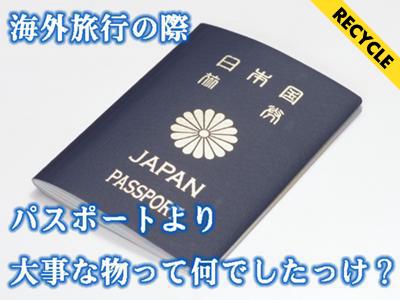 海外旅行の際
RECYCLE
日本国
旅券
JAPAN
PASSPORT
パスポートより
大事な物って何でしたっけ？